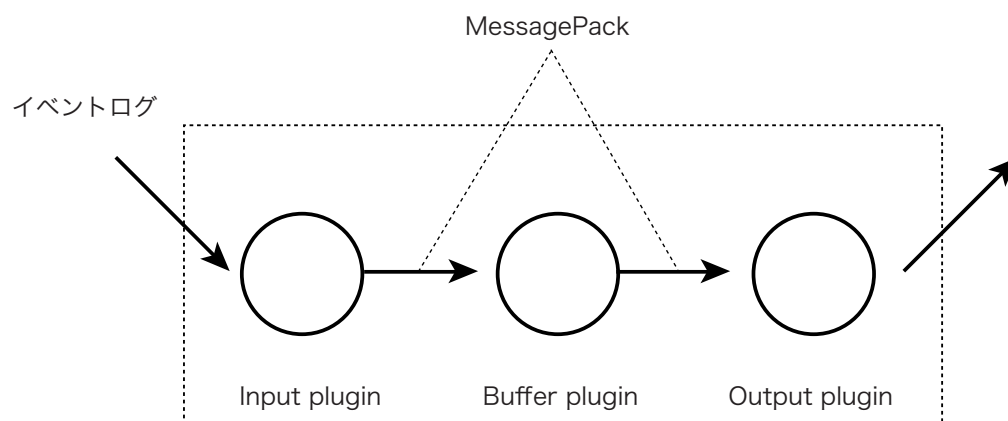 MessagePack
イベントログ
Input plugin
Buffer plugin
Output plugin